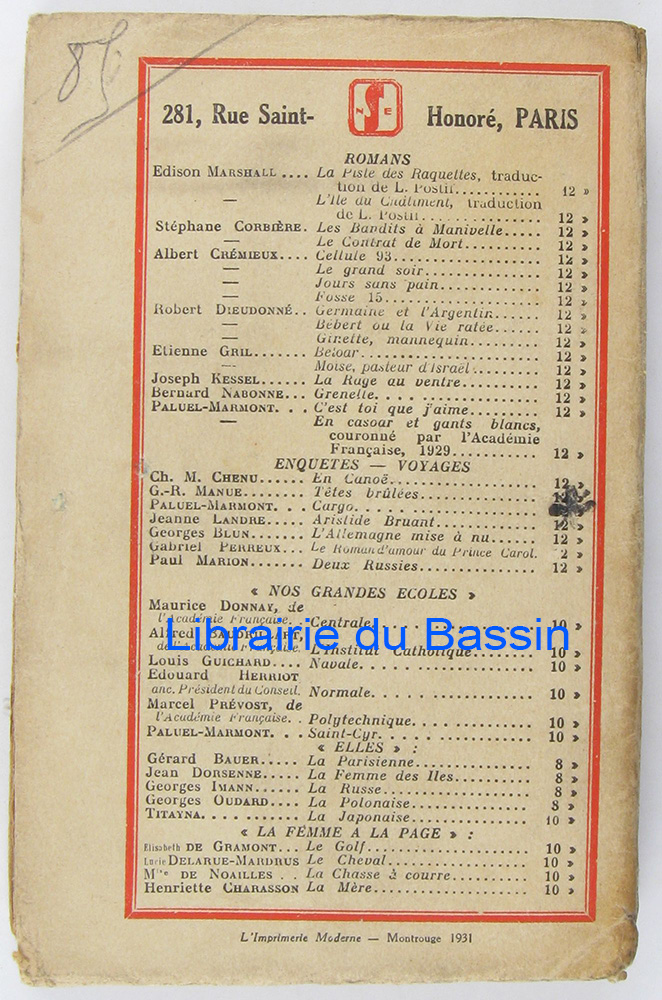 85
281, Rue Saint- NSE Honoré, PARIS
ROMANS
Edison MARSHALL .... La Piste des Raquettes, traduc-
tion de L. Postif........... 12 »
— L'Ile du Châtiment, traduction
de L. Postif............... 12 »
Stéphane CORBIÈRE. Les Bandits à Manivelle..... 12 »
— Le Contrat de Mort.......... 12 »
Albert CRÉMIEUX.... Cellule 93................... 12 »
— Le grand soir............... 12 »
— Jours sans pain............. 12 »
— Fosse 15.................... 12 »
Robert DIEUDONNÉ.. Germaine et l'Argentin....... 12 »
— Bébert ou la Vie ratée....... 12 »
— Ginette, mannequin.......... 12 »
Etienne GRIL....... Beloar...................... 12 »
— Moïse, pasteur d'Israël....... 12 »
Joseph KESSEL...... La Rage au ventre........... 12 »
Bernard NABONNE... Grenelle.................... 12 »
PALUEL-MARMONT. . . C'est toi que j'aime......... 12 »
— En casoar et gants blancs,
couronné par l'Académie
Française, 1929........... 12 »
ENQUETES — VOYAGES
Ch. M. CHENU...... En Canoë.................... 12 »
G.-R. MANUE........ Têtes brûlées............... 12
PALUEL-MARMONT. . . Cargo. . . . . . . . . . . . 12
Jeanne LANDRE..... Aristide Bruant............. 12 »
Georges BLUN....... L'Allemagne mise à nu...... 12 »
Gabriel PERREUX... Le Roman d'amour du Prince Carol. 2 »
Paul MARION....... Deux Russies............... 12 »
« NOS GRANDES ECOLES »
Maurice DONNAY, de
l'Académie Française. . Centrale. . . . . . . . . . . 10 »
Alfred BAUDRILLART,
de l'Académie Française. L'Institut Catholique....... 10 »
Librairie du Bassin
Louis GUICHARD.... Navale. . . . . . . . . . . . 10 »
Edouard HERRIOT
anc. Président du Conseil. Normale. . . . . . . . . . . 10 »
Marcel PRÉVOST, de
l'Académie Française. . Polytechnique. . . . . . . . . 10 »
PALUEL-MARMONT. . . Saint-Cyr. . . . . . . . . . . 10 »
« ELLES » :
Gérard BAUER..... La Parisienne............... 8 »
Jean DORSENNE..... La Femme des Iles.......... 8 »
Georges IMANN...... La Russe................... 8 »
Georges OUDARD.... La Polonaise............... 8 »
TITAYNA. . . . . . . . La Japonaise............... 10 »
« LA FEMME A LA PAGE » :
Elisabeth DE GRAMONT... Le Golf.................... 10 »
Lucie DELARUE-MARDRUS Le Cheval.................. 10 »
Mme DE NOAILLES . . La Chasse à courre......... 10 »
Henriette CHARASSON La Mère.................... 10 »
L'Imprimerie Moderne — Montrouge 1931